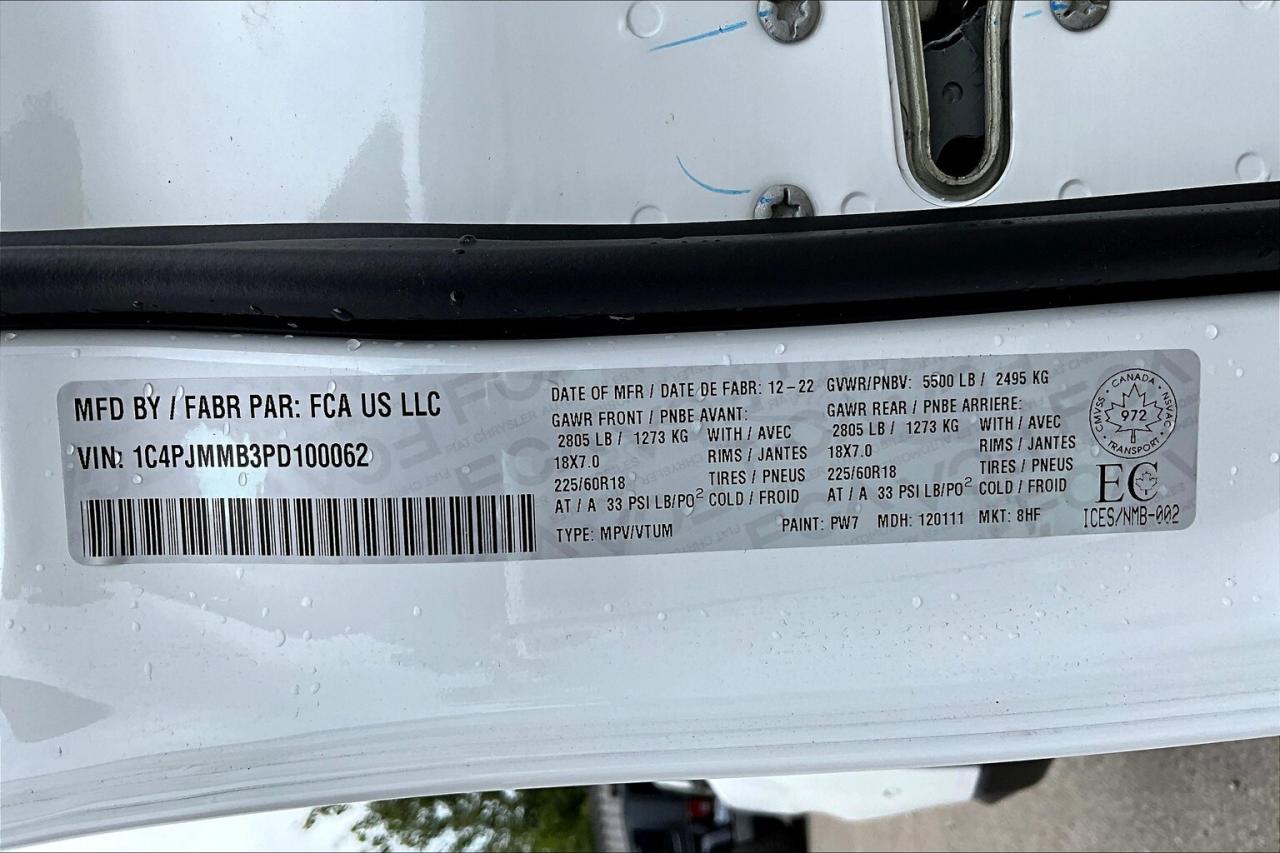 MFD BY / FABR PAR: FCA US LLC
VIN: 1C4PJMMB3PD100062
DATE OF MFR / DATE DE FABR: 12-22
GVWR/PNBV: 5500 LB / 2495 KG
GAWR FRONT / PNBE AVANT:
2805 LB / 1273 KG WITH / AVEC
18X7.0 RIMS / JANTES
225/60R18 TIRES / PNEUS
AT / A 33 PSI LB/PO² COLD / FROID
GAWR REAR / PNBE ARRIERE:
2805 LB / 1273 KG WITH / AVEC
18X7.0 RIMS / JANTES
225/60R18 TIRES / PNEUS
AT / A 33 PSI LB/PO² COLD / FROID
TYPE: MPV/VTUM
PAINT: PW7 MDH: 120111 MKT: 8HF
CANADA
CMVSS
NSVAC
972
TRANSPORT
EC
ICES/NMB-002